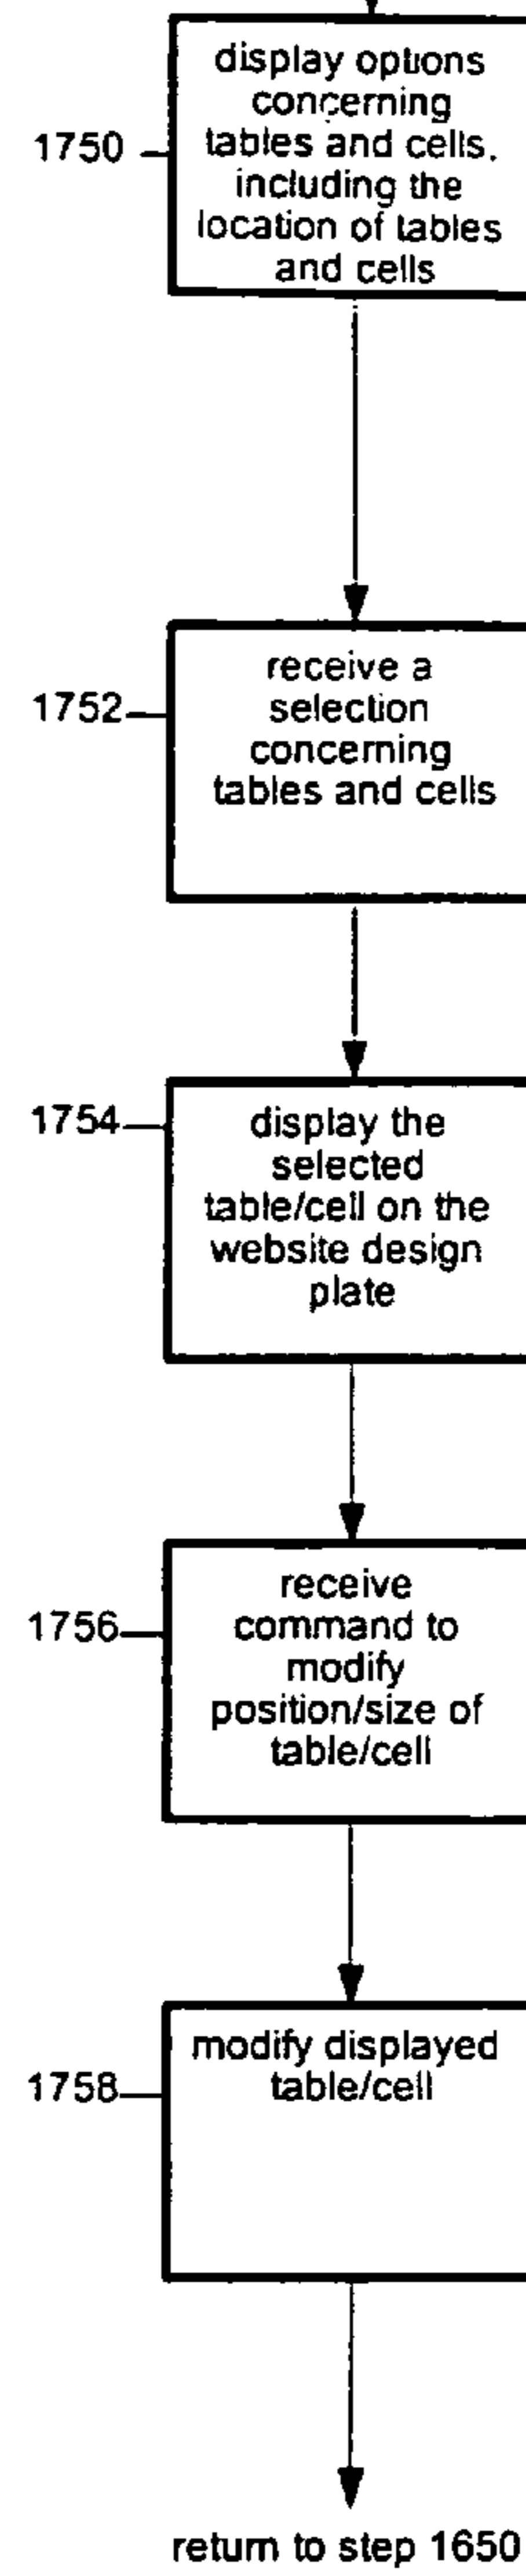 display options
concerning
1750
tables and cells,
including the
location of tables
and cells
receive a
1752
selection
concerning
tables and cells
1754
display the
selected
table/cell on the
website design
plate
receive
1756
command to
modify
position/size of
table/cell
modify displayed
1758
table/cell
return to step 1650